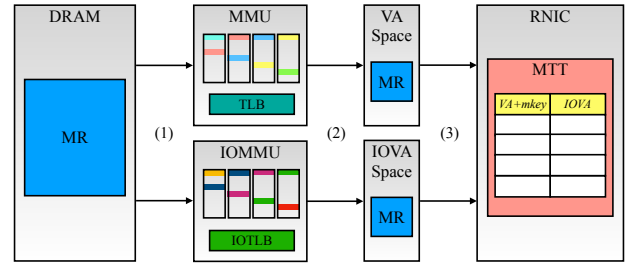 DRAM
MR
(1)
MMU
TLB
IOMMU
IOTLB
(2)
VA
Space
MR
IOVA
Space
MR
(3)
RNIC
MTT
VA+mkey IOVA